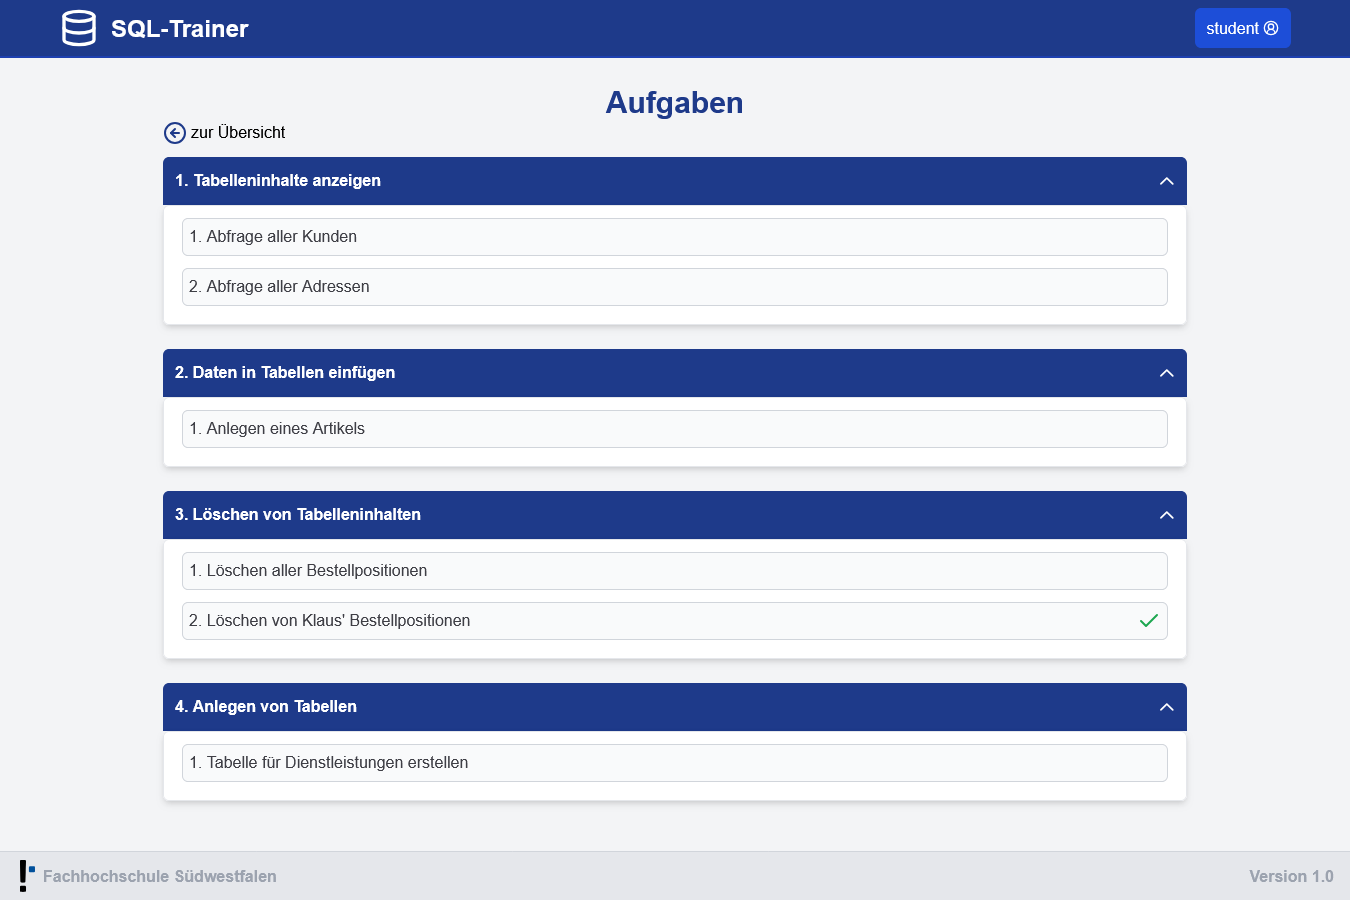 SQL-Trainer
student
Aufgaben
zur Übersicht
1. Tabelleninhalte anzeigen
1. Abfrage aller Kunden
2. Abfrage aller Adressen
2. Daten in Tabellen einfügen
1. Anlegen eines Artikels
3. Löschen von Tabelleninhalten
1. Löschen aller Bestellpositionen
2. Löschen von Klaus' Bestellpositionen
4. Anlegen von Tabellen
1. Tabelle für Dienstleistungen erstellen
Fachhochschule Südwestfalen
Version 1.0